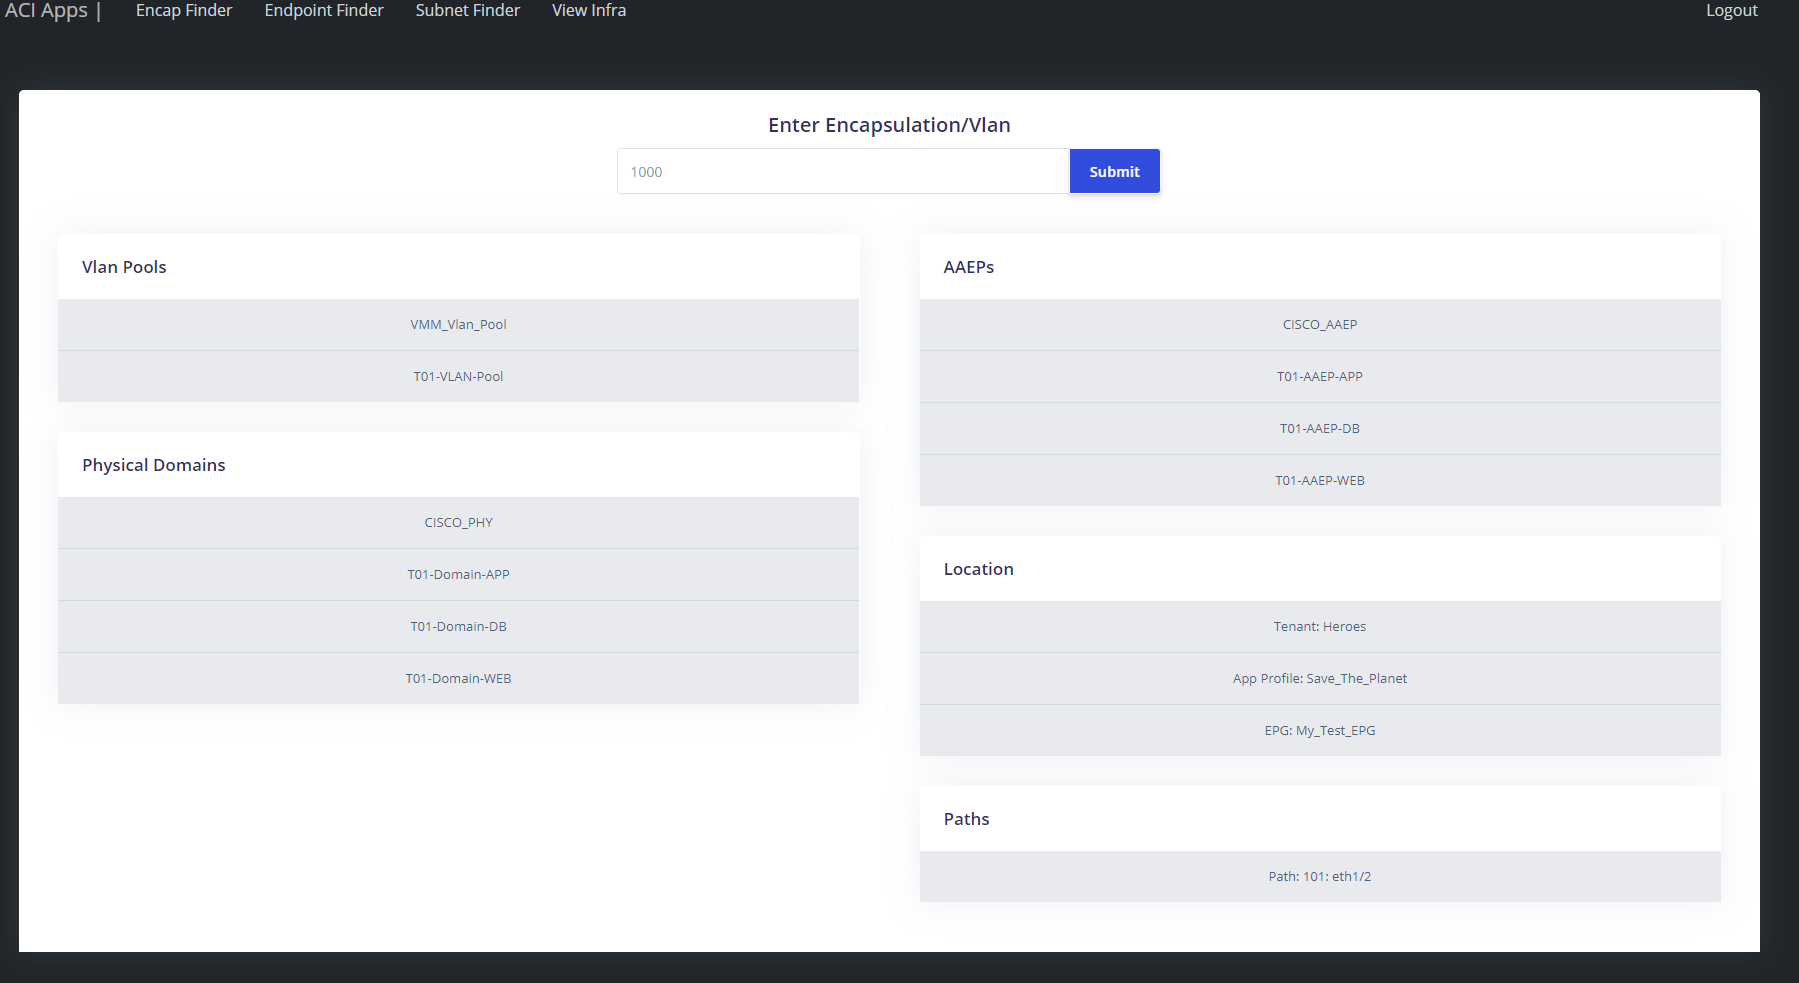 ACI Apps | Encap Finder Endpoint Finder Subnet Finder View Infra Logout
Enter Encapsulation/Vlan
1000 Submit
Vlan Pools
VMM_Vlan_Pool
T01-VLAN-Pool
Physical Domains
CISCO_PHY
T01-Domain-APP
T01-Domain-DB
T01-Domain-WEB
AAEPs
CISCO_AAEP
T01-AAEP-APP
T01-AAEP-DB
T01-AAEP-WEB
Location
Tenant: Heroes
App Profile: Save_The_Planet
EPG: My_Test_EPG
Paths
Path: 101: eth1/2